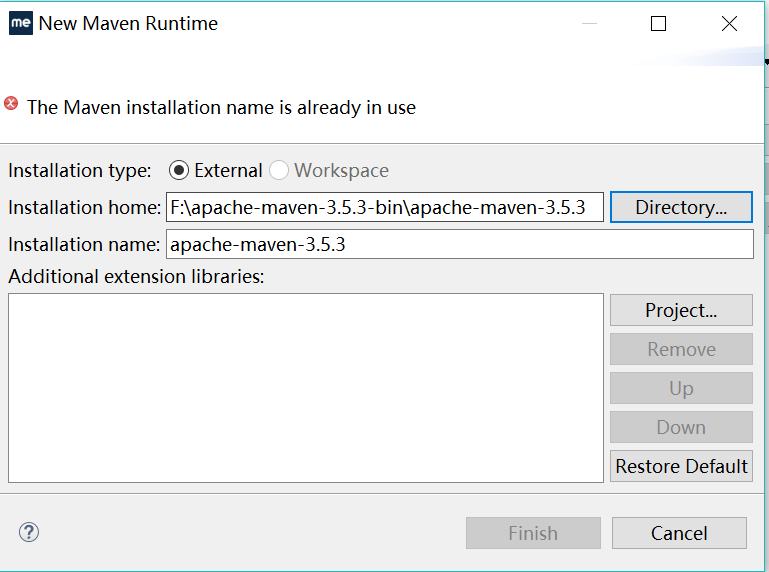 me New Maven Runtime
The Maven installation name is already in use
Installation type: External Workspace
Installation home: F:\apache-maven-3.5.3-bin\apache-maven-3.5.3 Directory...
Installation name: apache-maven-3.5.3
Additional extension libraries:
Project...
Remove
Up
Down
Restore Default
? Finish Cancel